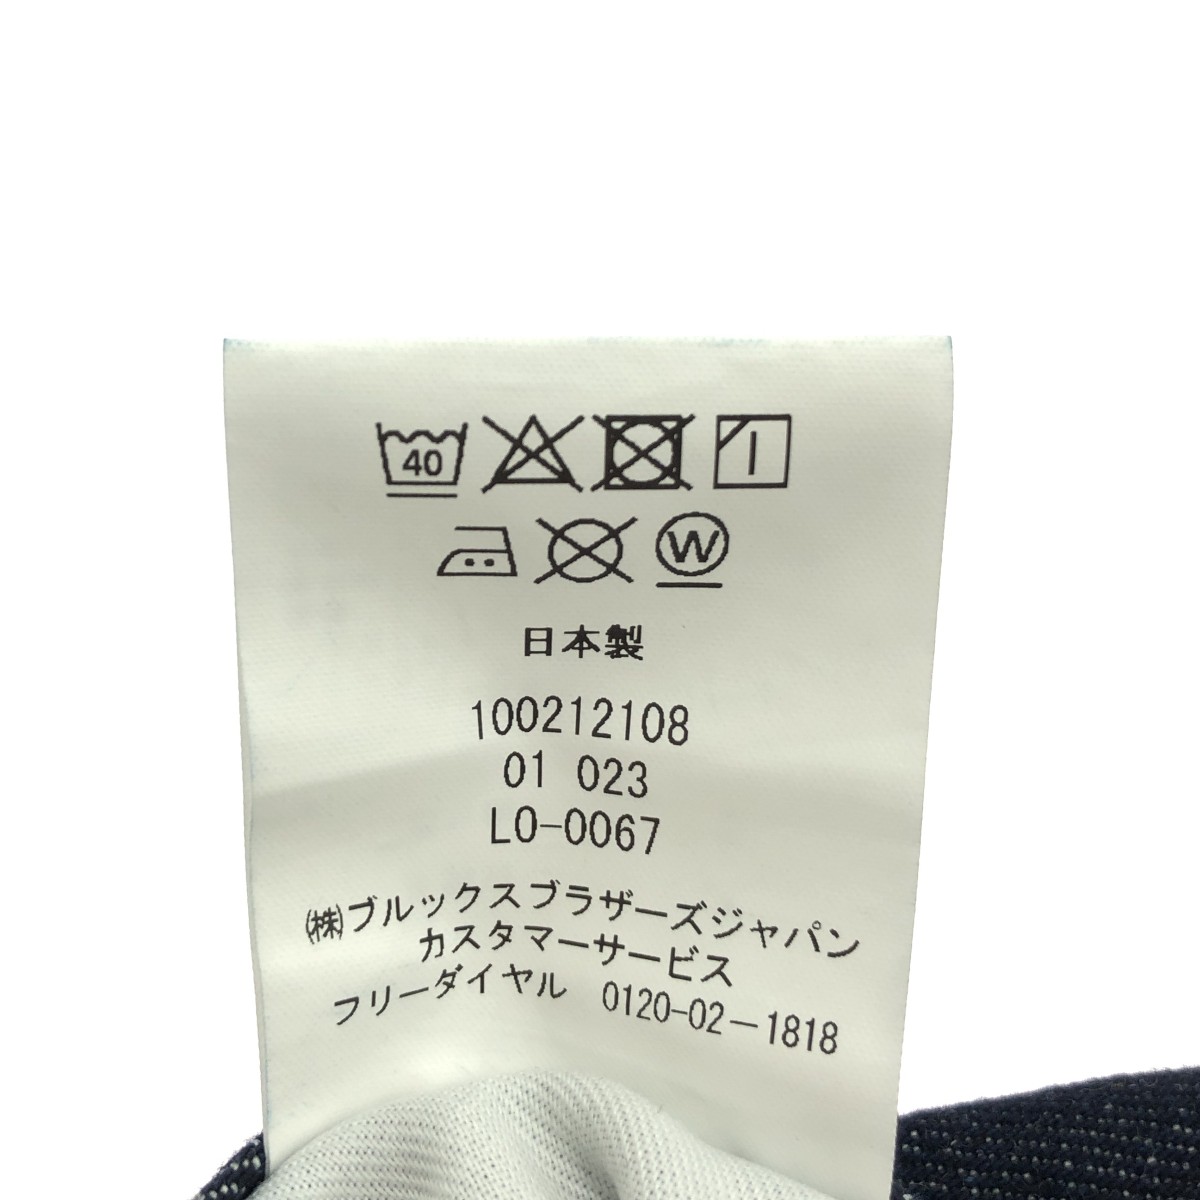 40
W
日本製
100212108
01 023
L0-0067
㈱ブルックスブラザーズジャパン
カスタマーサービス
フリーダイヤル 0120-02-1818